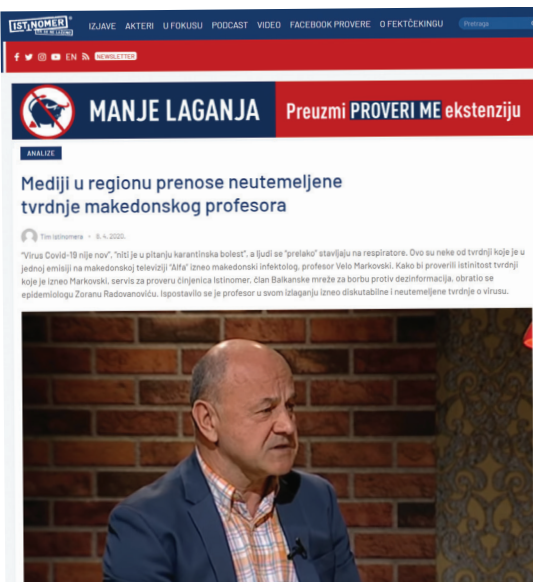 ISTINOMER
IZJAVE AKTERI U FOKUSU PODCAST VIDEO FACEBOOK PROVERE O FEKTČEKINGU Pretraga
EN NEWSLETTER
MANJE LAGANJA Preuzmi PROVERI ME ekstenziju
ANALIZE
Mediji u regionu prenose neutemeljene
tvrdnje makedonskog profesora
Tim Istinomera • 8. 4. 2020.
"Virus Covid-19 nije nov", "niti je u pitanju karantinska bolest", a ljudi se "prelako" stavljaju na respiratore. Ovo su neke od tvrdnji koje je u
jednoj emisiji na makedonskoj televiziji "Alfa" izneo makedonski infektolog, profesor Velo Markovski. Kako bi proverili istinitost tvrdnji
koje je izneo Markovski, servis za proveru činjenica Istinomer, član Balkanske mreže za borbu protiv dezinformacija, obratio se
epidemiologu Zoranu Radovanoviću. Ispostavilo se je profesor u svom izlaganju izneo diskutabilne i neutemeljene tvrdnje o virusu.